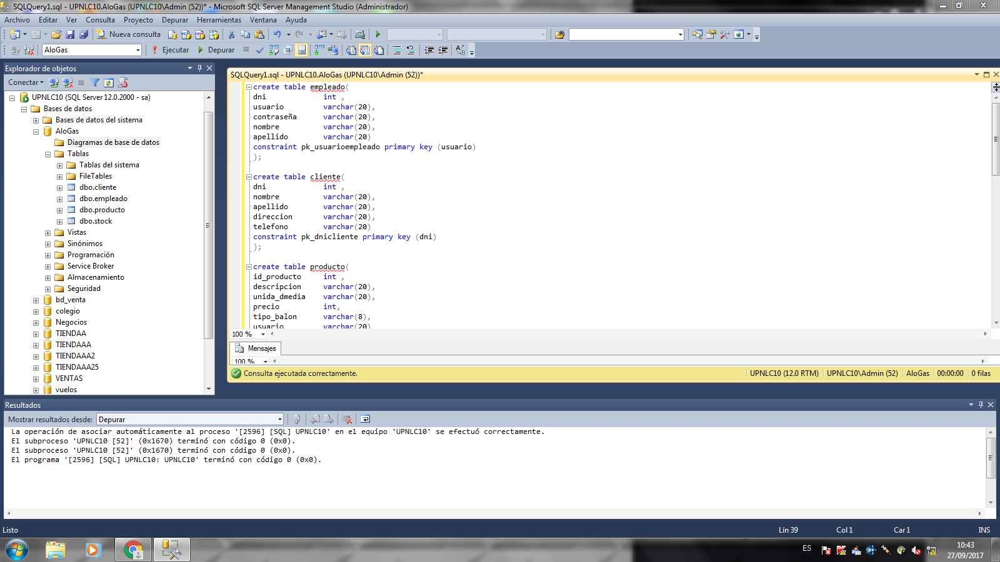 SQLQuery1.sql - UPNLC10.AloGas (UPNLC10\Admin (52))* - Microsoft SQL Server Management Studio (Administrador)
Archivo Editar Ver Consulta Proyecto Depurar Herramientas Ventana Ayuda
Nueva consulta
AloGas Ejecutar Depurar
Explorador de objetos
Conectar
UPNLC10 (SQL Server 12.0.2000 - sa)
Bases de datos
Bases de datos del sistema
AloGas
Diagramas de base de datos
Tablas
Tablas del sistema
FileTables
dbo.cliente
dbo.empleado
dbo.producto
dbo.stock
Vistas
Sinónimos
Programación
Service Broker
Almacenamiento
Seguridad
bd_venta
colegio
Negocios
TIENDAA
TIENDAAA
TIENDAAA2
TIENDAAA25
VENTAS
vuelos
SQLQuery1.sql - UPNLC10.AloGas (UPNLC10\Admin (52))*
create table empleado(
dni int ,
usuario varchar(20),
contraseña varchar(20),
nombre varchar(20),
apellido varchar(20)
constraint pk_usuarioempleado primary key (usuario)
);
create table cliente(
dni int ,
nombre varchar(20),
apellido varchar(20),
direccion varchar(20),
telefono varchar(20)
constraint pk_dnicliente primary key (dni)
);
create table producto(
id_producto int ,
descripcion varchar(20),
unida_dmedia varchar(20),
precio int,
tipo_balon varchar(8),
usuario varchar(20)
100 %
Mensajes
100 %
Consulta ejecutada correctamente. UPNLC10 (12.0 RTM) UPNLC10\Admin (52) AloGas 00:00:00 0 filas
Resultados
Mostrar resultados desde: Depurar
La operación de asociar automáticamente al proceso '[2596] [SQL] UPNLC10' en el equipo 'UPNLC10' se efectuó correctamente.
El subproceso 'UPNLC10 [52]' (0x1670) terminó con código 0 (0x0).
El subproceso 'UPNLC10 [52]' (0x1670) terminó con código 0 (0x0).
El programa '[2596] [SQL] UPNLC10: UPNLC10' terminó con código 0 (0x0).
Listo Lín 39 Col 1 Car 1 INS
ES
10:43
27/09/2017